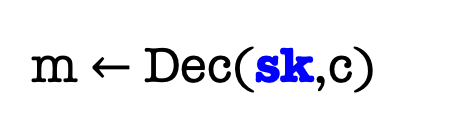 m ← Dec(sk,c)